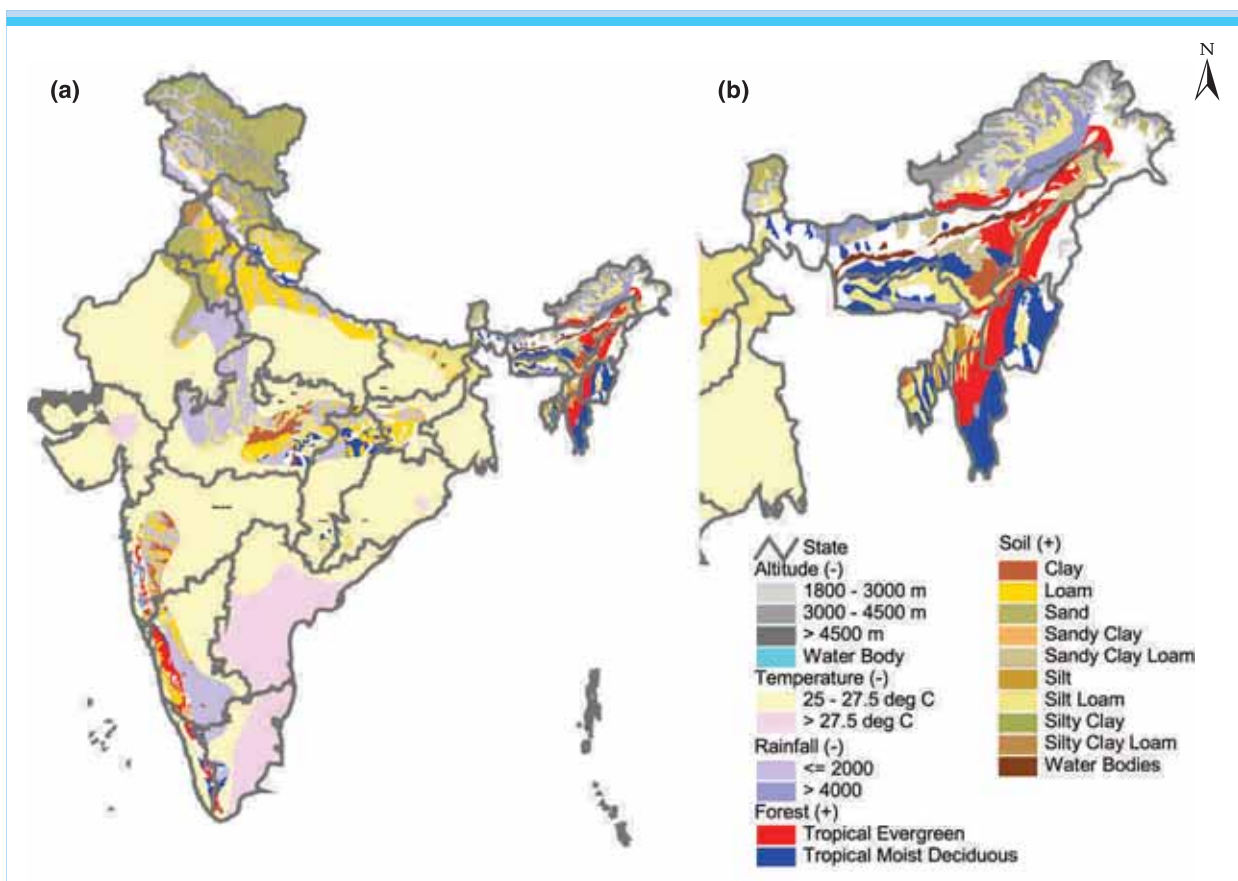 (a)
(b)
N
State
Altitude (-)
1800 - 3000 m
3000 - 4500 m
> 4500 m
Water Body
Temperature (-)
25 - 27.5 deg C
> 27.5 deg C
Rainfall (-)
<= 2000
> 4000
Forest (+)
Tropical Evergreen
Tropical Moist Deciduous
Soil (+)
Clay
Loam
Sand
Sandy Clay
Sandy Clay Loam
Silt
Silt Loam
Silty Clay
Silty Clay Loam
Water Bodies